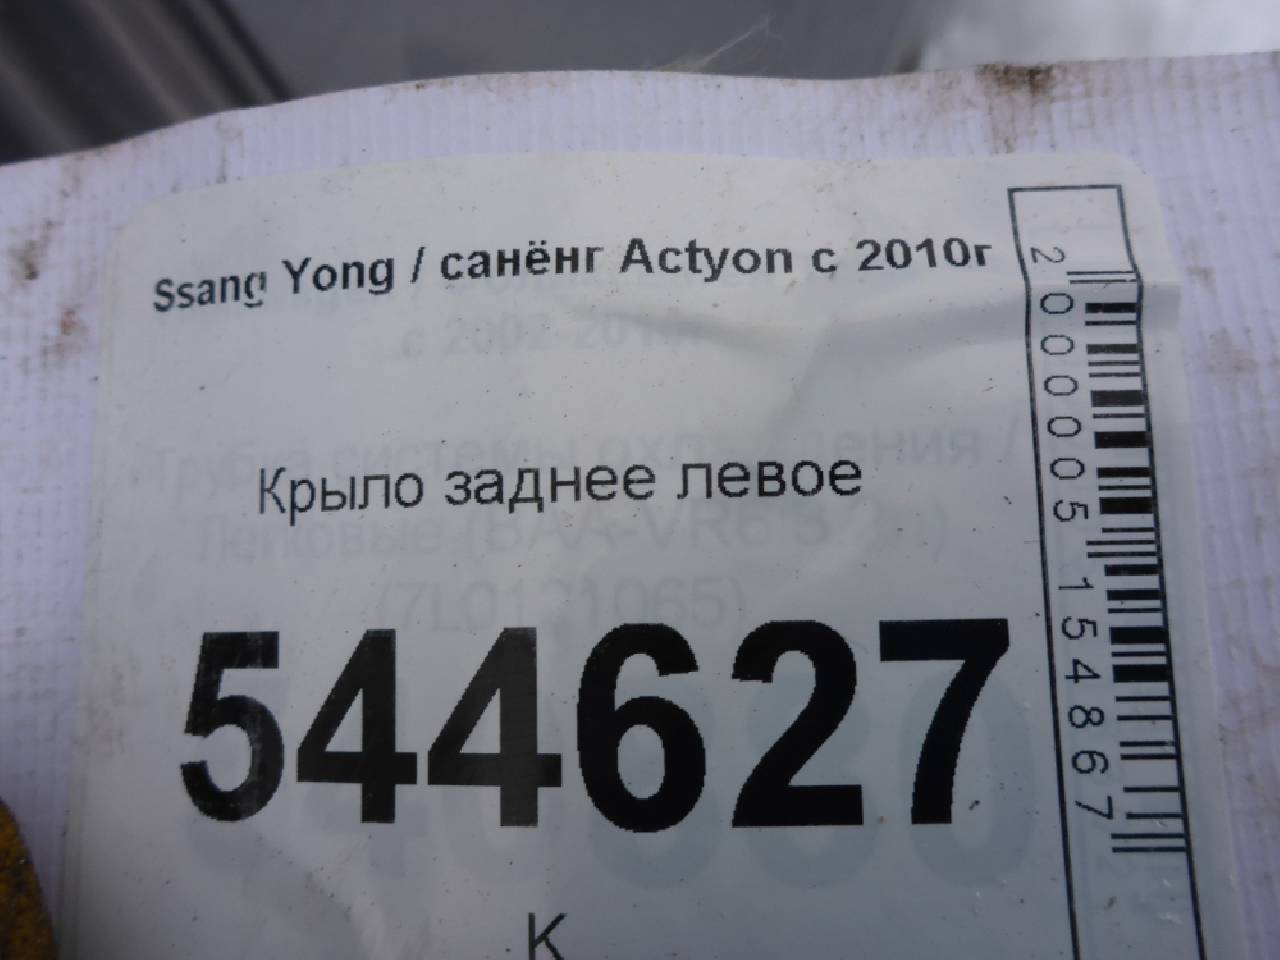 Ssang Yong / санёнг Actyon с 2010г
Крыло заднее левое
544627
К
2000005154867